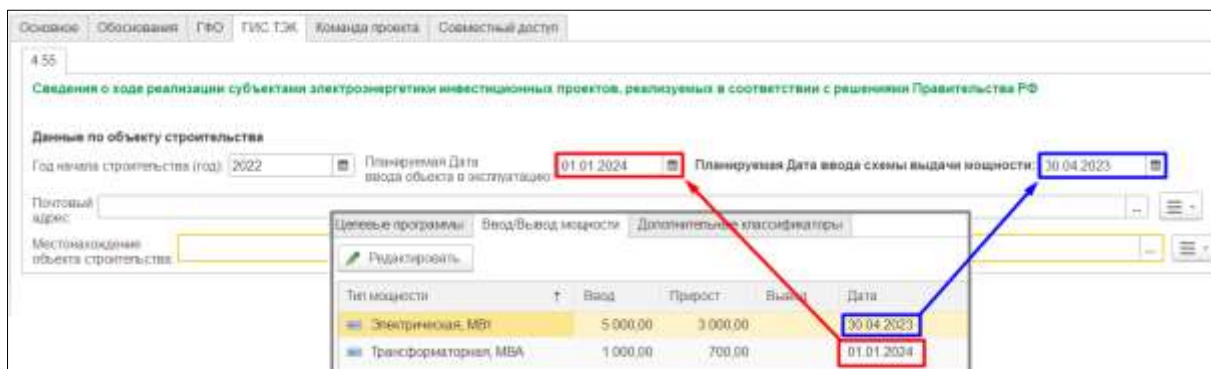 Основное Обоснования ГФО ГИС ТЭК Команда проекта Совместный доступ
4.55
Сведения о ходе реализации субъектами электроэнергетики инвестиционных проектов, реализуемых в соответствии с решениями Правительства РФ
Данные по объекту строительства
Год начала строительства (год): 2022 Планируемая Дата ввода объекта в эксплуатацию: 01.01.2024 Планируемая Дата ввода схемы выдачи мощности: 30.04.2023
Почтовый адрес:
Местонахождение объекта строительства:
Целевые программы Ввод/Вывод мощности Дополнительные классификаторы
Редактировать
Тип мощности ↑ Ввод Прирост Вывод Дата
Электрическая, МВт 5 000,00 3 000,00 30.04.2023
Трансформаторная, МВА 1 000,00 700,00 01.01.2024